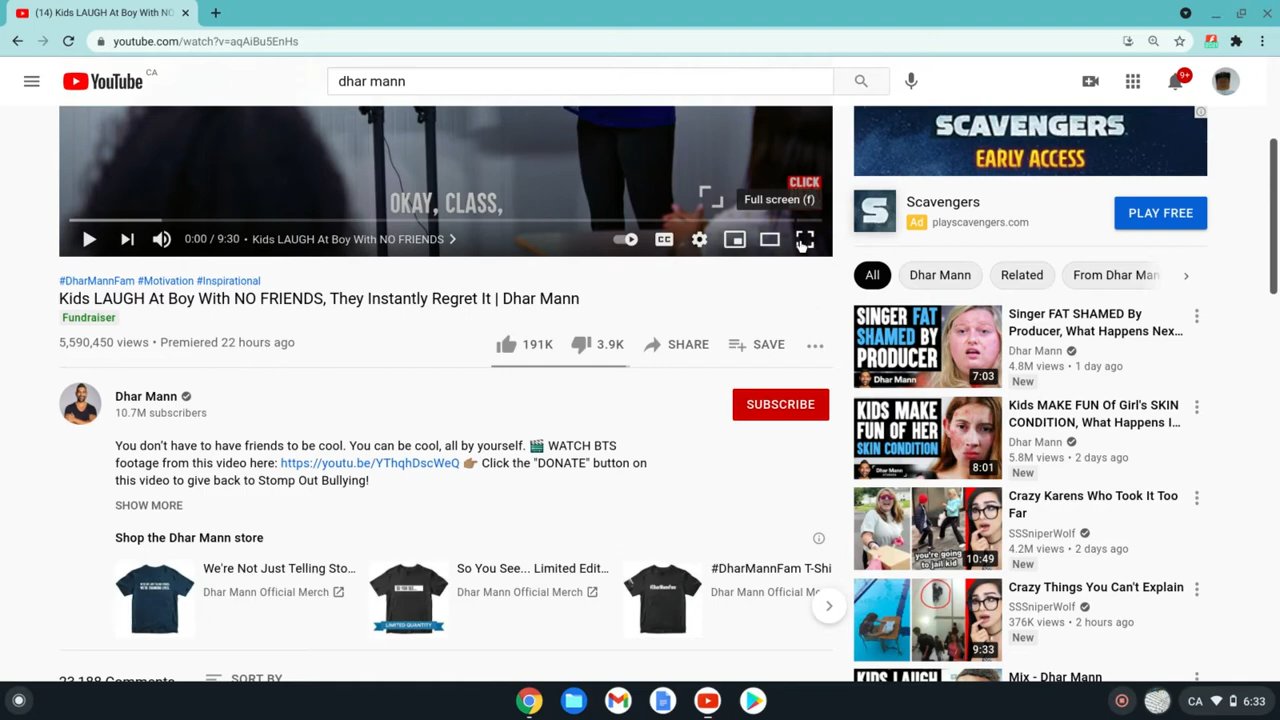 (14) Kids LAUGH At Boy With NO
youtube.com/watch?v=aqAiBu5EnHs
YouTube CA
dhar mann
9+
OKAY, CLASS,
CLICK
Full screen (f)
0:00 / 9:30 • Kids LAUGH At Boy With NO FRIENDS
CC
#DharMannFam #Motivation #Inspirational
Kids LAUGH At Boy With NO FRIENDS, They Instantly Regret It | Dhar Mann
Fundraiser
5,590,450 views • Premiered 22 hours ago
191K
3.9K
SHARE
SAVE
Dhar Mann
10.7M subscribers
SUBSCRIBE
You don't have to have friends to be cool. You can be cool, all by yourself. 🎬 WATCH BTS
footage from this video here: https://youtu.be/YThqhDscWeQ 👉🏽 Click the "DONATE" button on
this video to give back to Stomp Out Bullying!
SHOW MORE
Shop the Dhar Mann store
We're Not Just Telling Sto...
Dhar Mann Official Merch
LIMITED QUANTITY
So You See... Limited Edit...
Dhar Mann Official Merch
#DharMannFam
#DharMannFam T-Shi
Dhar Mann Official Me
23,188 Comments
SORT BY
SCAVENGERS
EARLY ACCESS
S
Scavengers
Ad playscavengers.com
PLAY FREE
All
Dhar Mann
Related
From Dhar Man
SINGER FAT
SHAMED BY
PRODUCER
Dhar Mann
7:03
Singer FAT SHAMED By
Producer, What Happens Nex...
Dhar Mann
4.8M views • 1 day ago
New
KIDS MAKE
FUN OF HER
SKIN CONDITION
8:01
Kids MAKE FUN Of Girl's SKIN
CONDITION, What Happens I...
Dhar Mann
5.8M views • 2 days ago
New
you're going
to jail kid
10:49
Crazy Karens Who Took It Too
Far
SSSniperWolf
4.2M views • 2 days ago
New
9:33
Crazy Things You Can't Explain
SSSniperWolf
376K views • 2 hours ago
New
KIDS LAUGH
Mix - Dhar Mann
CA
6:33